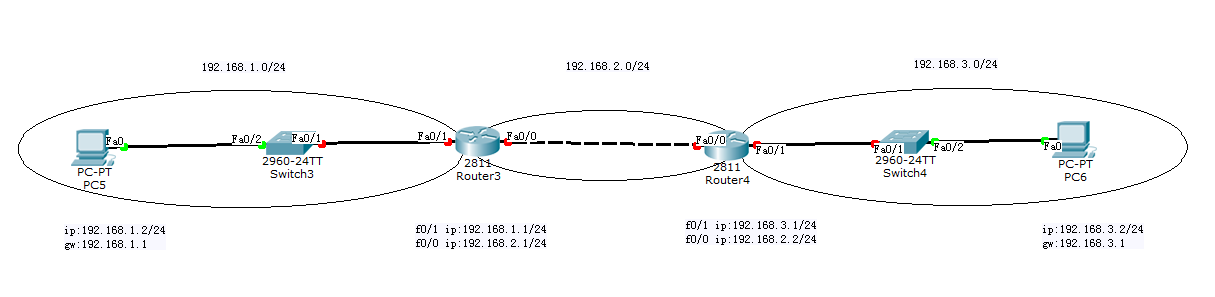 192.168.1.0/24
192.168.2.0/24
192.168.3.0/24
Fa0
Fa0/2
Fa0/1
Fa0/1
Fa0/0
Fa0/0
Fa0/1
Fa0/1
Fa0/2
Fa0
PC-PT
PC5
2960-24TT
Switch3
2811
Router3
2811
Router4
2960-24TT
Switch4
PC-PT
PC6
ip:192.168.1.2/24
gw:192.168.1.1
f0/1 ip:192.168.1.1/24
f0/0 ip:192.168.2.1/24
f0/1 ip:192.168.3.1/24
f0/0 ip:192.168.2.2/24
ip:192.168.3.2/24
gw:192.168.3.1